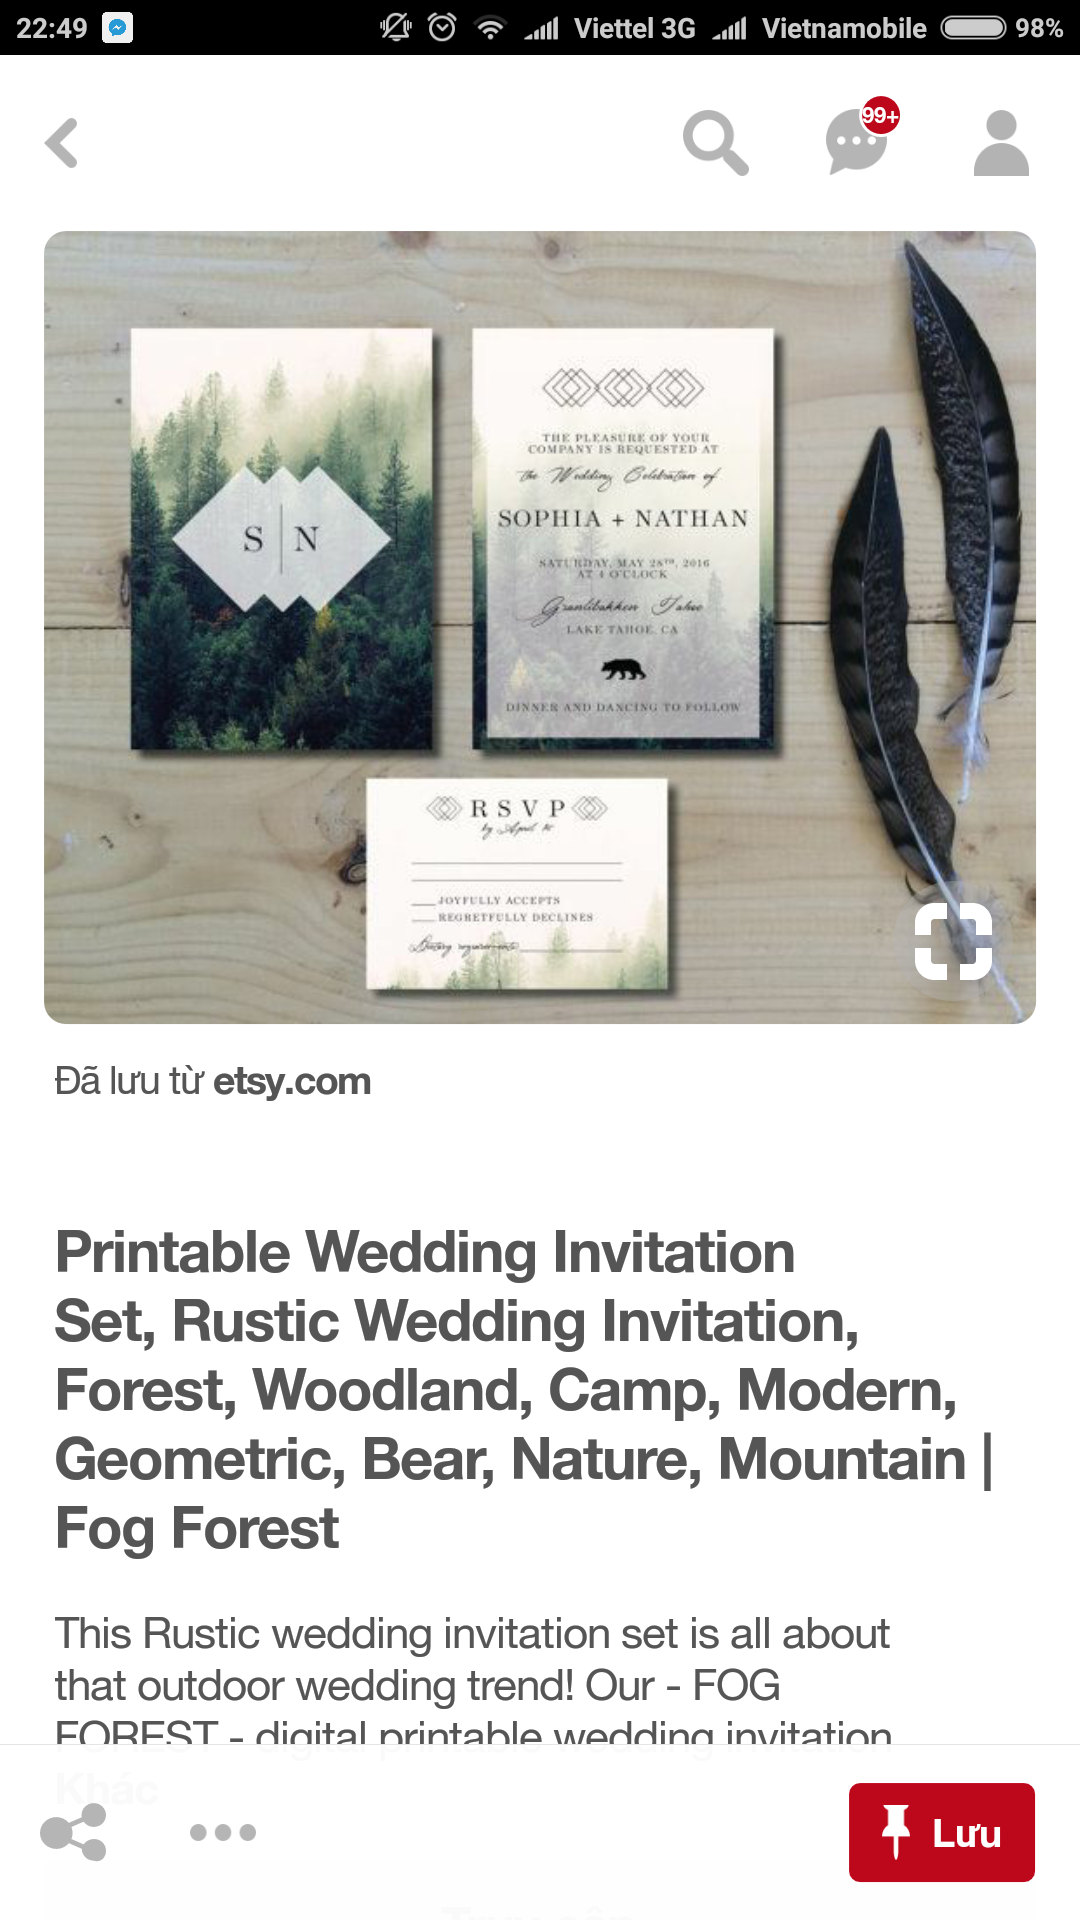 22:49 Viettel 3G Vietnamobile 98%
99+
S | N
THE PLEASURE OF YOUR
COMPANY IS REQUESTED AT
the Wedding Celebration of
SOPHIA + NATHAN
SATURDAY, MAY 28TH, 2016
AT 4 O'CLOCK
Granlibakken Tahoe
LAKE TAHOE, CA
DINNER AND DANCING TO FOLLOW
RSVP
by April 18
JOYFULLY ACCEPTS
REGRETFULLY DECLINES
Dietary requirements
Đã lưu từ etsy.com
Printable Wedding Invitation
Set, Rustic Wedding Invitation,
Forest, Woodland, Camp, Modern,
Geometric, Bear, Nature, Mountain |
Fog Forest
This Rustic wedding invitation set is all about
that outdoor wedding trend! Our - FOG
FOREST - digital printable wedding invitation
Khác
Lưu